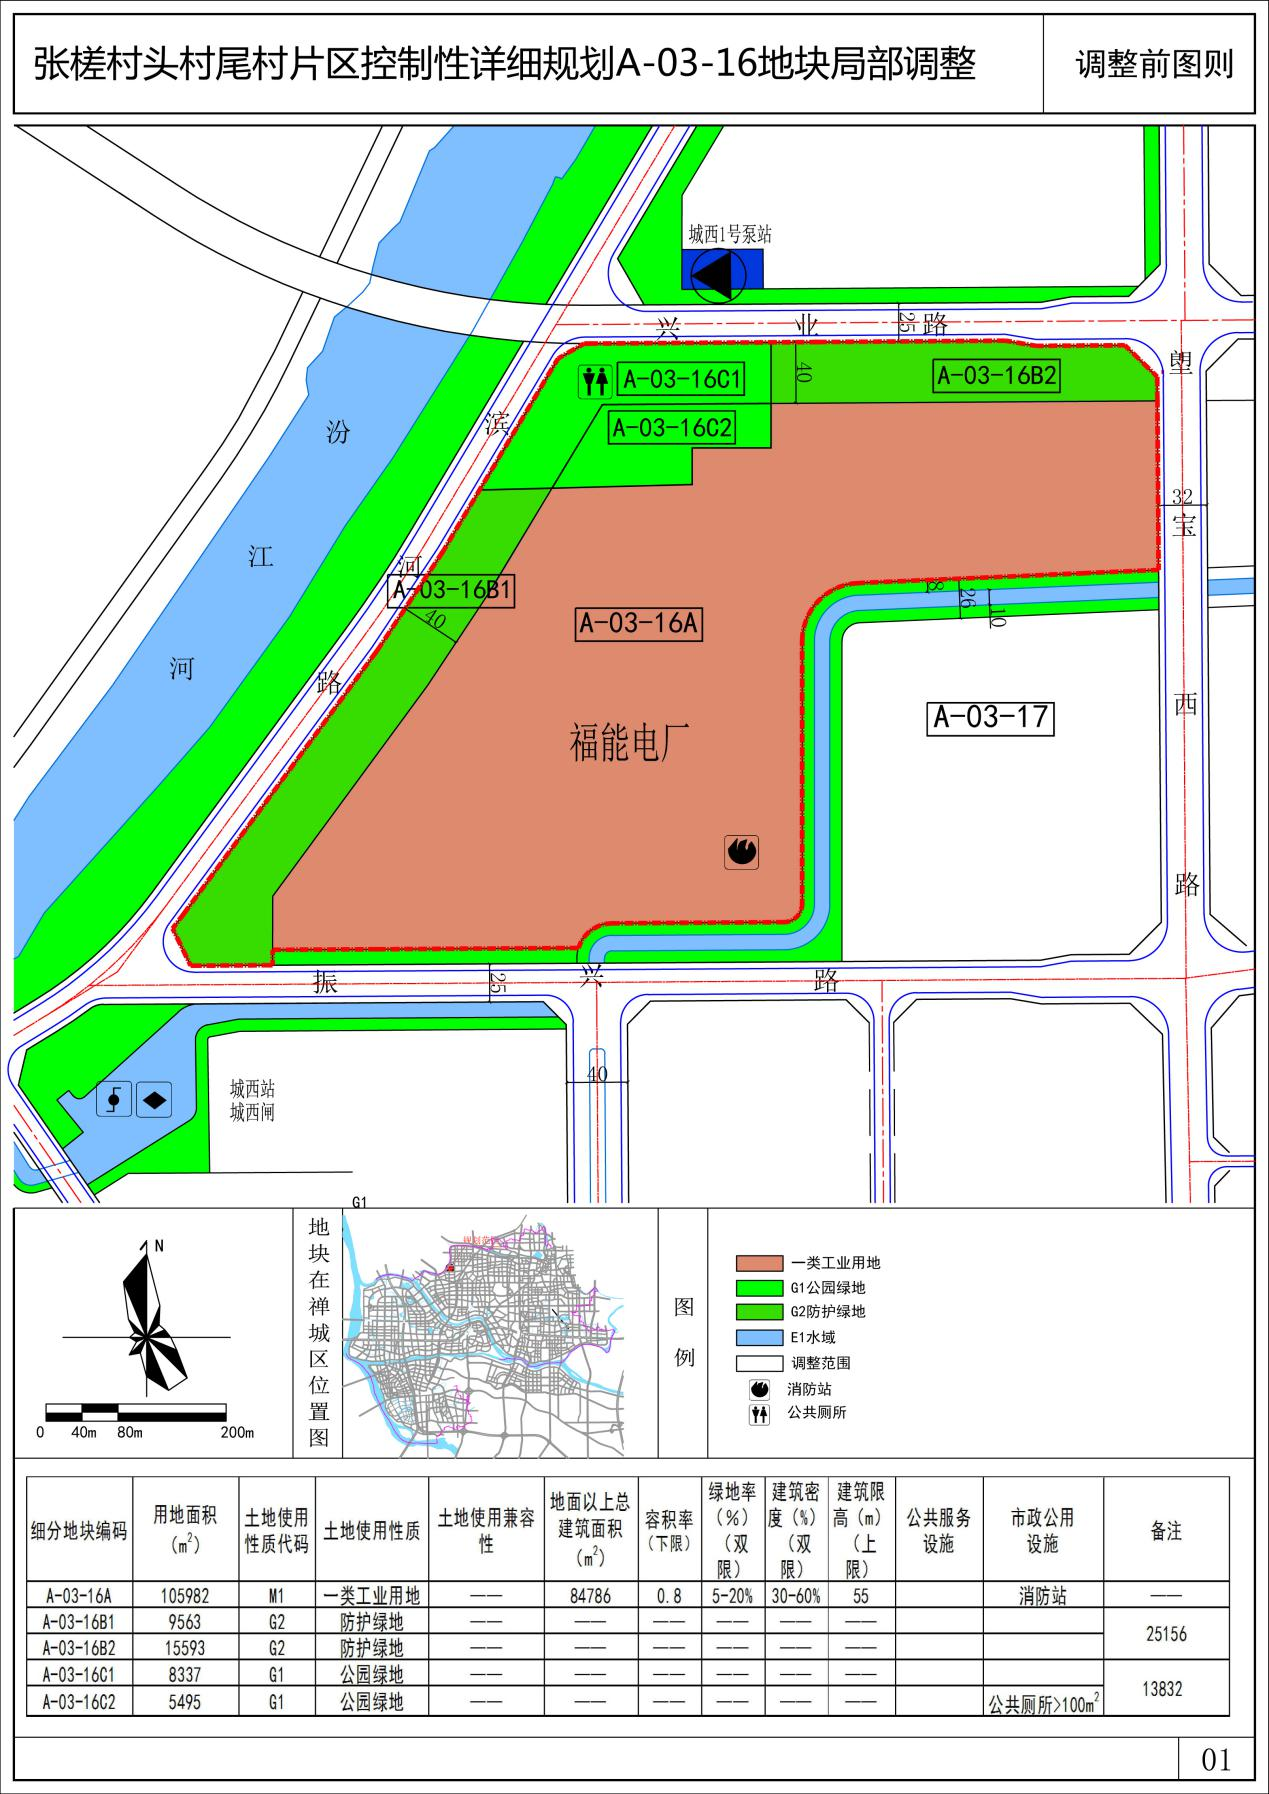 张槎村头村尾村片区控制性详细规划A-03-16地块局部调整
调整前图则
城西1号泵站
兴业路
25
塱宝西路
A-03-16C1
40
A-03-16B2
A-03-16C2
滨河路
汾江河
32
A-03-16B1
40
A-03-16A
8
26
10
A-03-17
福能电厂
振兴路
25
40
城西站
城西闸
G1
N
0 40m 80m 200m
地块在禅城区位置图
规划范围
图例
一类工业用地
G1公园绿地
G2防护绿地
E1水域
调整范围
消防站
公共厕所
细分地块编码 用地面积(m²) 土地使用性质代码 土地使用性质 土地使用兼容性 地面以上总建筑面积(m²) 容积率(下限) 绿地率(%)(双限) 建筑密度(%)(双限) 建筑限高(m)(上限) 公共服务设施 市政公用设施 备注
A-03-16A 105982 M1 一类工业用地 —— 84786 0.8 5-20% 30-60% 55 消防站 ——
A-03-16B1 9563 G2 防护绿地 —— —— —— —— —— ——
25156
A-03-16B2 15593 G2 防护绿地 —— —— —— —— —— ——
A-03-16C1 8337 G1 公园绿地 —— —— —— —— —— ——
13832
A-03-16C2 5495 G1 公园绿地 —— —— —— —— —— —— 公共厕所>100m²
01